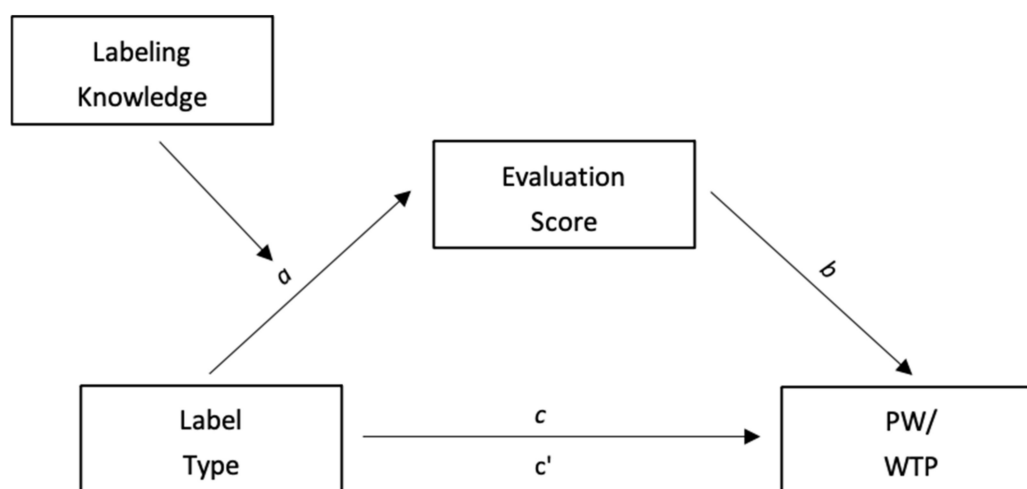 Labeling
Knowledge
Evaluation
Score
a
b
Label
Type
c
c'
PW/
WTP